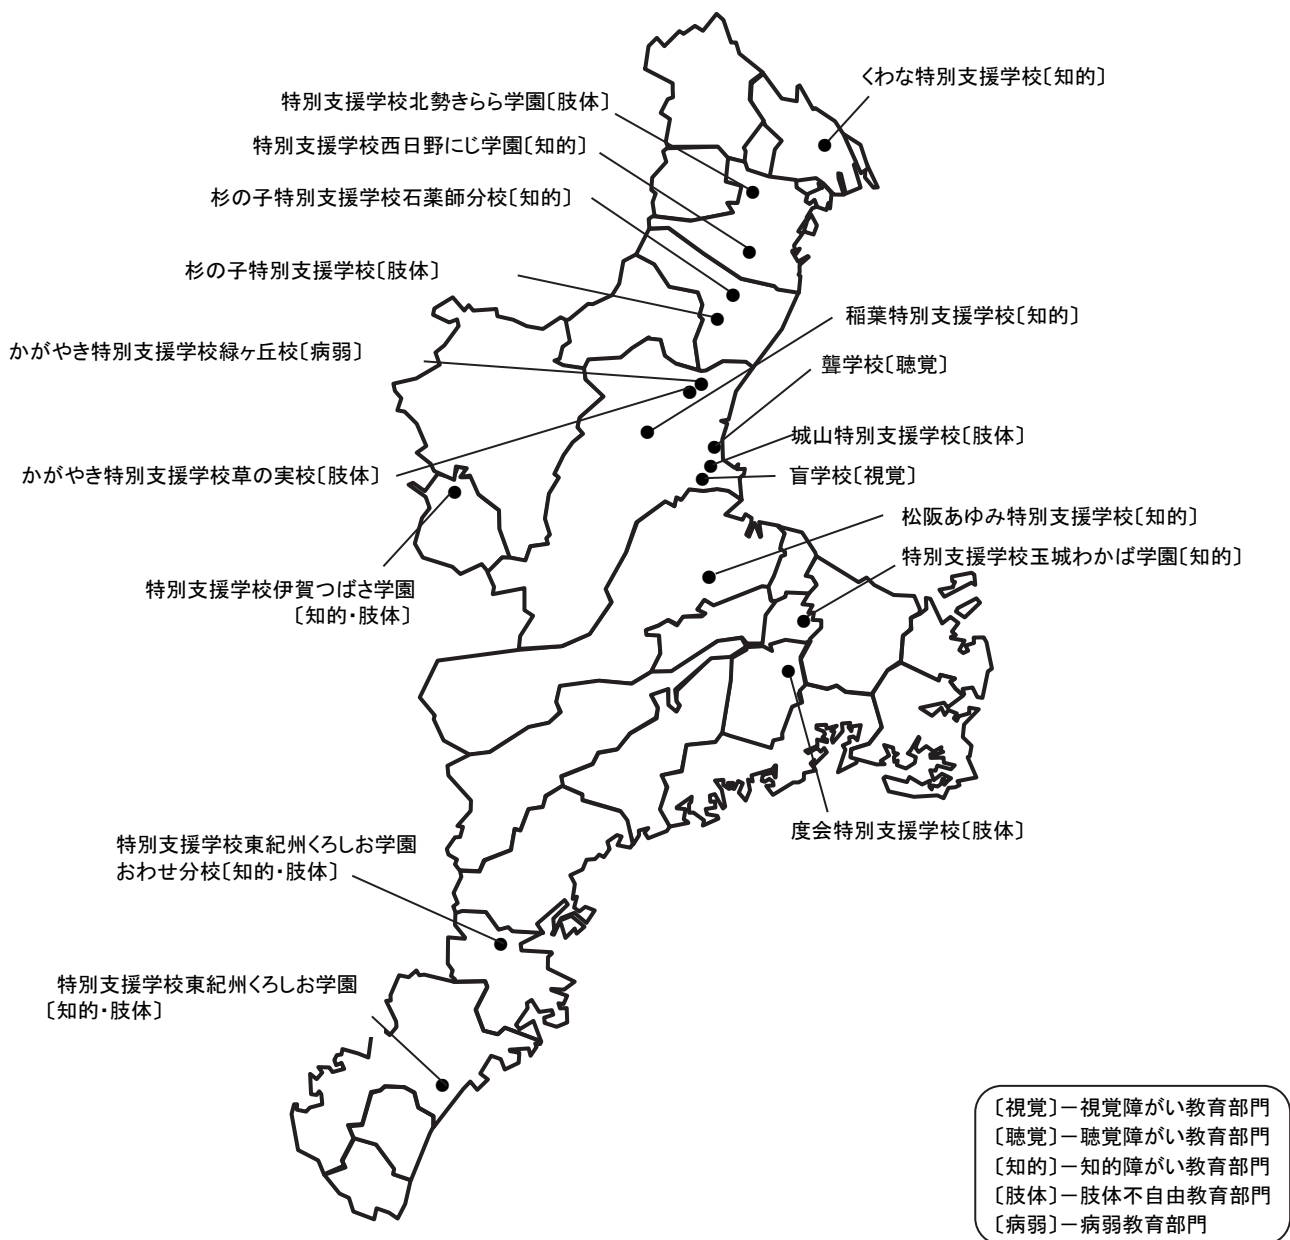 くわな特別支援学校〔知的〕
特別支援学校北勢きらら学園〔肢体〕
特別支援学校西日野にじ学園〔知的〕
杉の子特別支援学校石薬師分校〔知的〕
杉の子特別支援学校〔肢体〕
稲葉特別支援学校〔知的〕
かがやき特別支援学校緑ヶ丘校〔病弱〕
聾学校〔聴覚〕
城山特別支援学校〔肢体〕
かがやき特別支援学校草の実校〔肢体〕
盲学校〔視覚〕
松阪あゆみ特別支援学校〔知的〕
特別支援学校玉城わかば学園〔知的〕
特別支援学校伊賀つばさ学園
〔知的・肢体〕
度会特別支援学校〔肢体〕
特別支援学校東紀州くろしお学園
おわせ分校〔知的・肢体〕
特別支援学校東紀州くろしお学園
〔知的・肢体〕
〔視覚〕－視覚障がい教育部門
〔聴覚〕－聴覚障がい教育部門
〔知的〕－知的障がい教育部門
〔肢体〕－肢体不自由教育部門
〔病弱〕－病弱教育部門